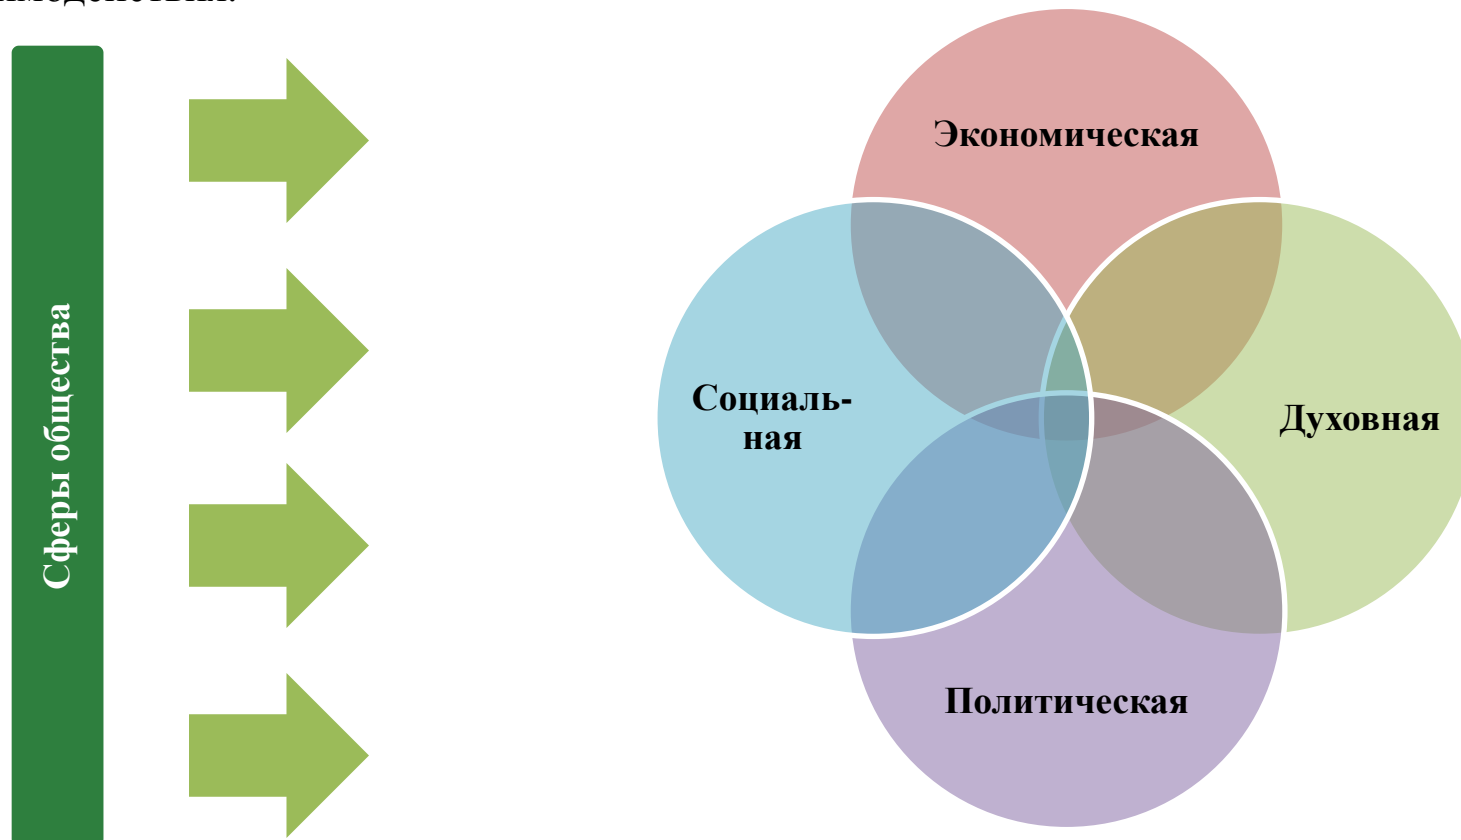 Сферы общества
Экономическая
Социаль-
ная
Духовная
Политическая